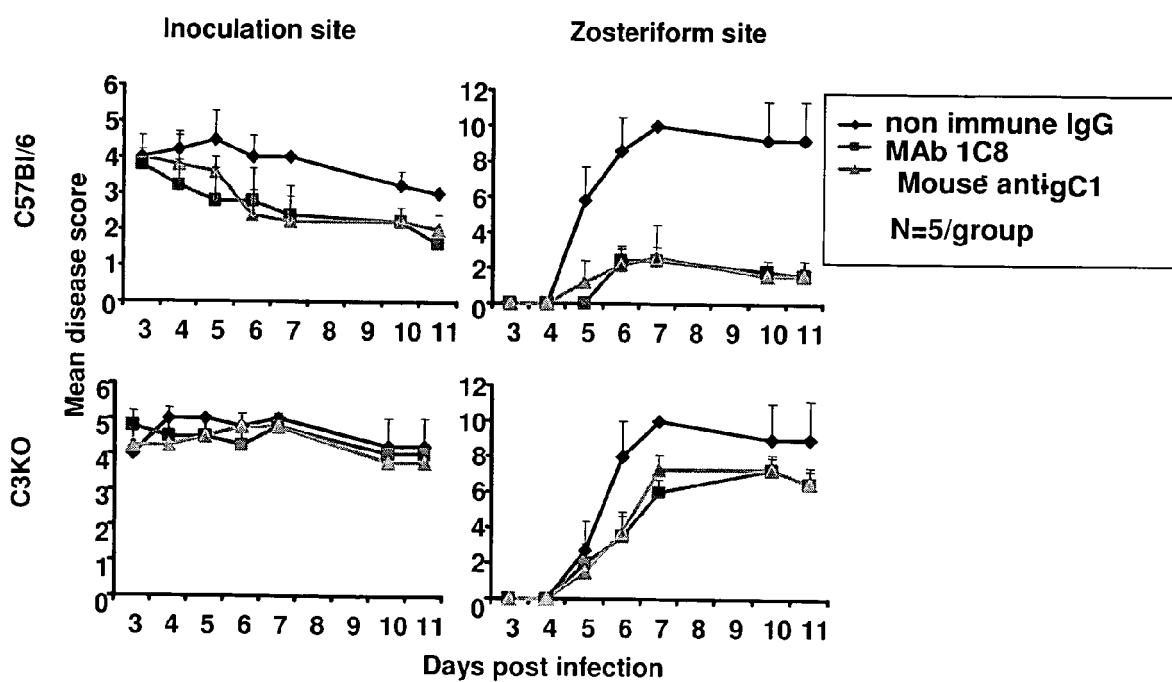 Inoculation site
Zosteriform site
C57Bl/6
Mean disease score
6
5
4
3
2
1
0
3 4 5 6 7 8 9 10 11
12
10
8
6
4
2
0
3 4 5 6 7 8 9 10 11
non immune IgG
MAb 1C8
Mouse anti-gC1
N=5/group
C3KO
6
5
4
3
2
1
0
3 4 5 6 7 8 9 10 11
12
10
8
6
4
2
0
3 4 5 6 7 8 9 10 11
Days post infection